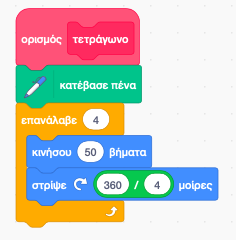 ορισμός τετράγωνο
κατέβασε πένα
επανάλαβε 4
κινήσου 50 βήματα
στρίψε 360 / 4 μοίρες